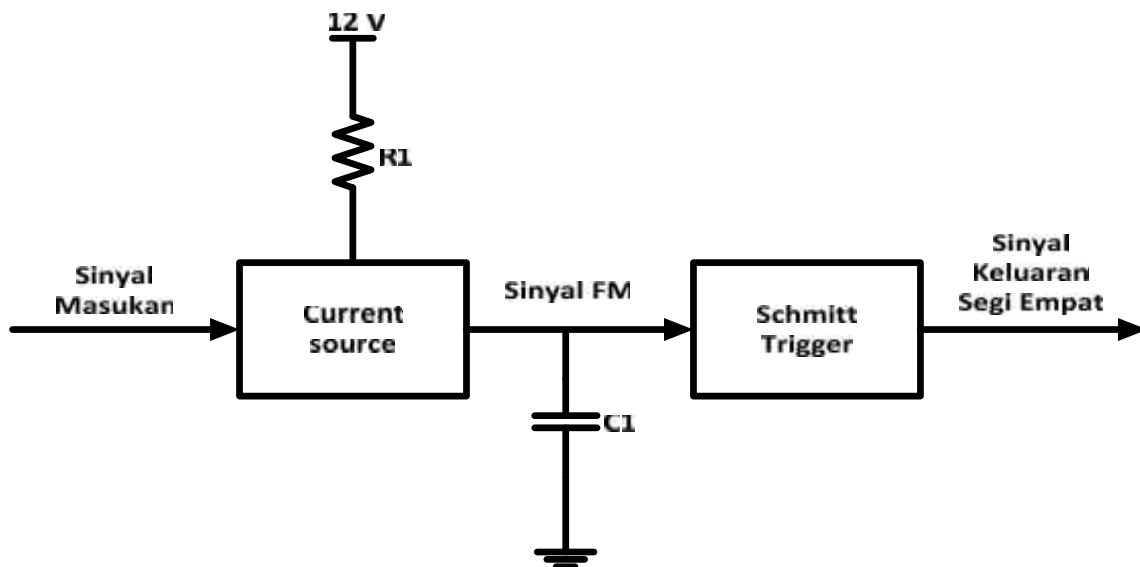 12 V
R1
Sinyal
Masukan
Current
source
Sinyal FM
C1
Schmitt
Trigger
Sinyal
Keluaran
Segi Empat